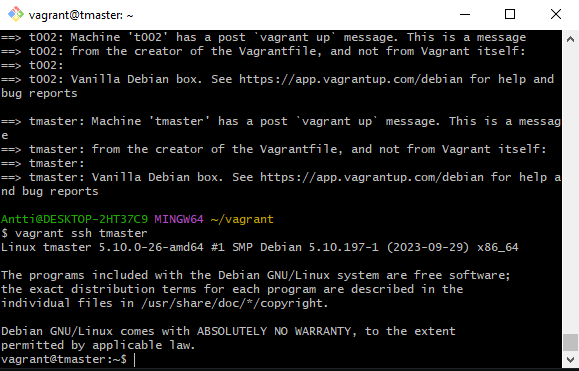 vagrant@tmaster: ~
==> t002: Machine 't002' has a post `vagrant up` message. This is a message
==> t002: from the creator of the Vagrantfile, and not from Vagrant itself:
==> t002:
==> t002: Vanilla Debian box. See https://app.vagrantup.com/debian for help and
bug reports
==> tmaster: Machine 'tmaster' has a post `vagrant up` message. This is a messag
e
==> tmaster: from the creator of the Vagrantfile, and not from Vagrant itself:
==> tmaster:
==> tmaster: Vanilla Debian box. See https://app.vagrantup.com/debian for help a
nd bug reports
Antti@DESKTOP-2HT37C9 MINGW64 ~/vagrant
$ vagrant ssh tmaster
Linux tmaster 5.10.0-26-amd64 #1 SMP Debian 5.10.197-1 (2023-09-29) x86_64
The programs included with the Debian GNU/Linux system are free software;
the exact distribution terms for each program are described in the
individual files in /usr/share/doc/*/copyright.
Debian GNU/Linux comes with ABSOLUTELY NO WARRANTY, to the extent
permitted by applicable law.
vagrant@tmaster:~$